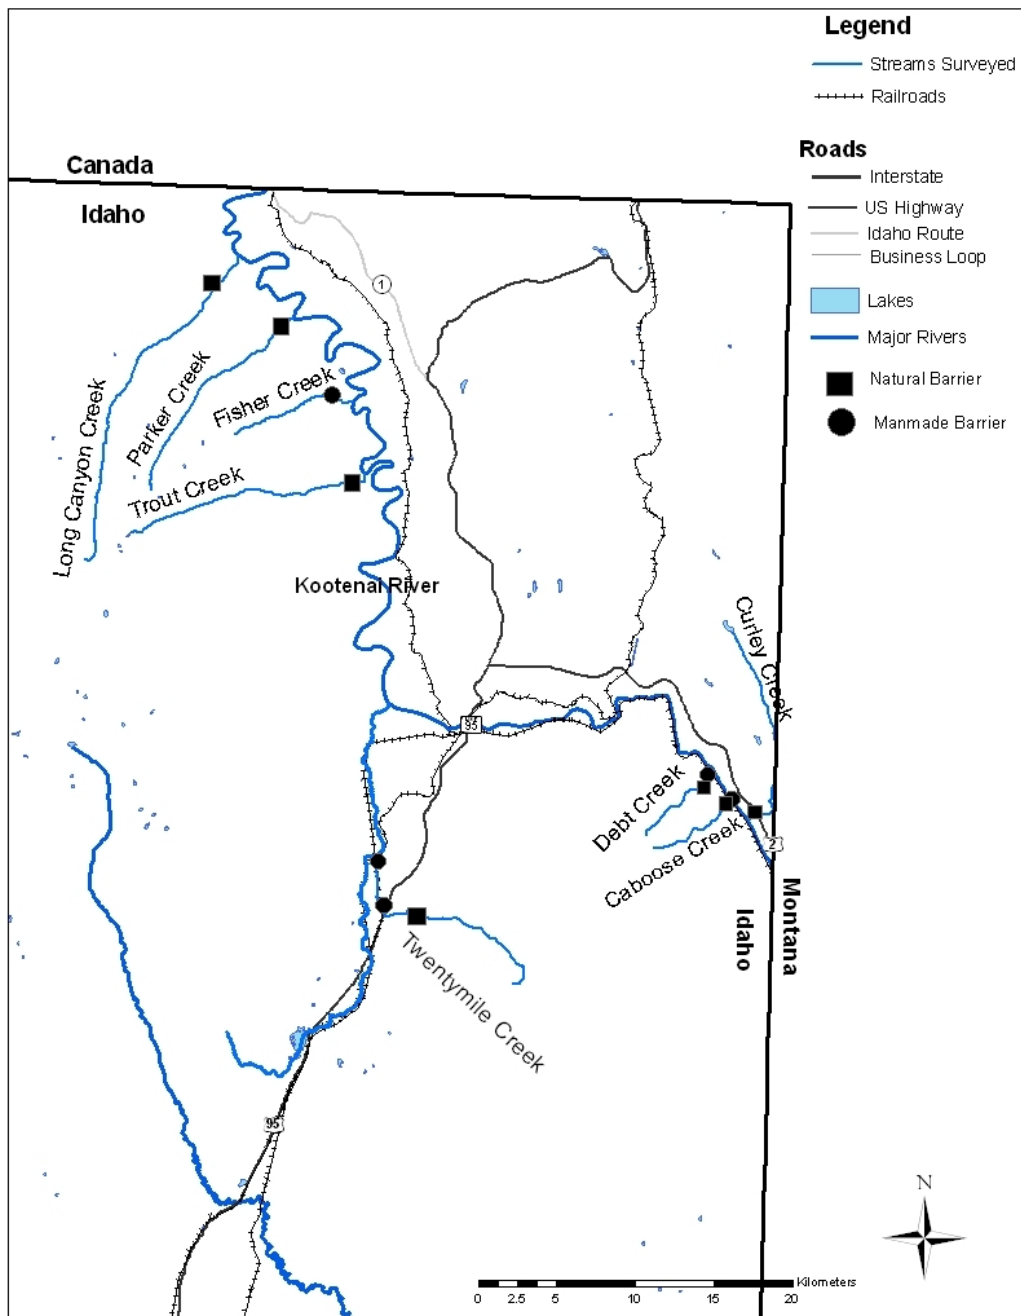 Legend
Streams Surveyed
Railroads
Roads
Interstate
US Highway
Idaho Route
Business Loop
Lakes
Major Rivers
Natural Barrier
Manmade Barrier
Canada
Idaho
1
Long Canyon Creek
Parker Creek
Fisher Creek
Trout Creek
Kootenai River
Curley Creek
95
Debt Creek
Caboose Creek
2
Montana
Idaho
Twentymile Creek
95
N
Kilometers
0 2.5 5 10 15 20